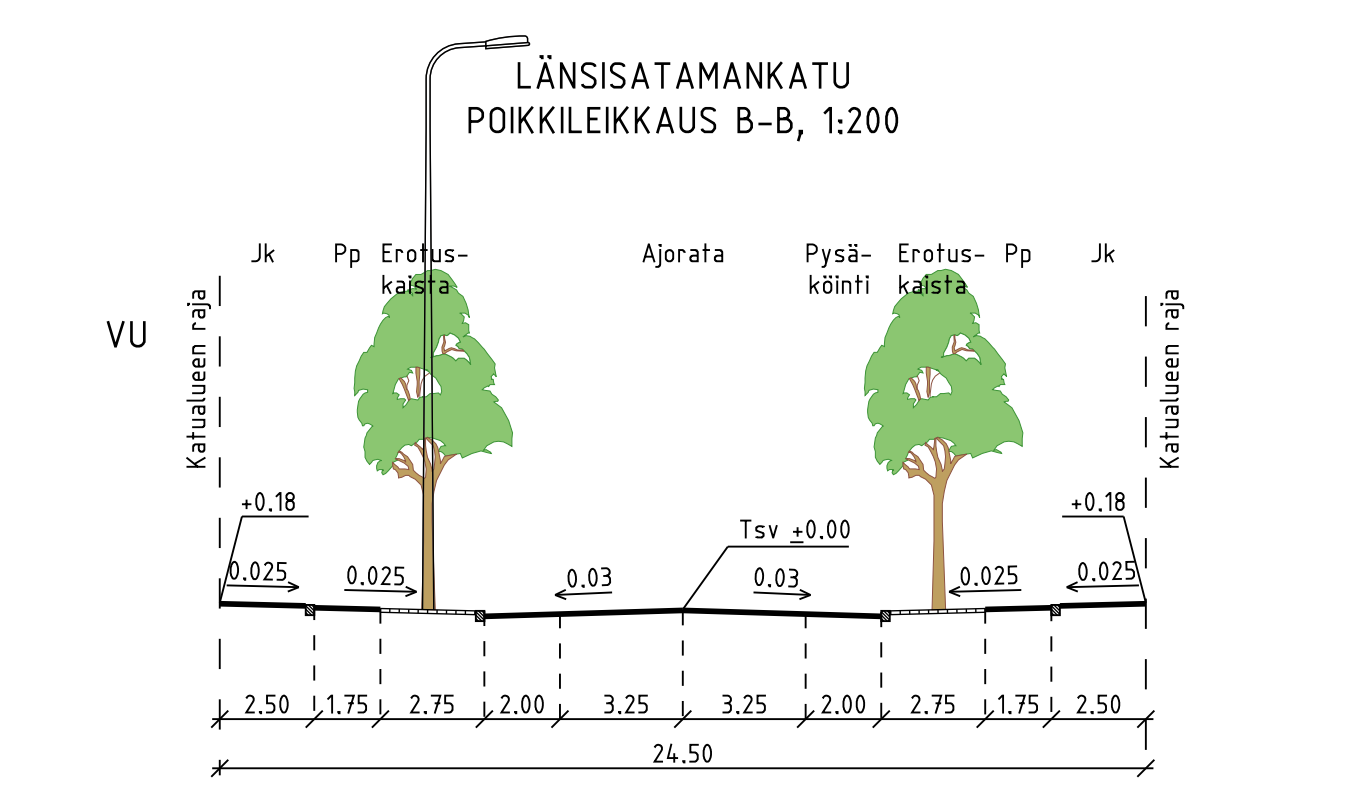 LÄNSISATAMANKATU
POIKKILEIKKAUS B-B, 1:200
Jk Pp Erotus- Ajorata Pysä- Erotus- Pp Jk
kaista köinti kaista
VU
Katualueen raja
Katualueen raja
+0.18 +0.18
Tsv ±0.00
0.025 0.025 0.03 0.03 0.025 0.025
2.50 1.75 2.75 2.00 3.25 3.25 2.00 2.75 1.75 2.50
24.50